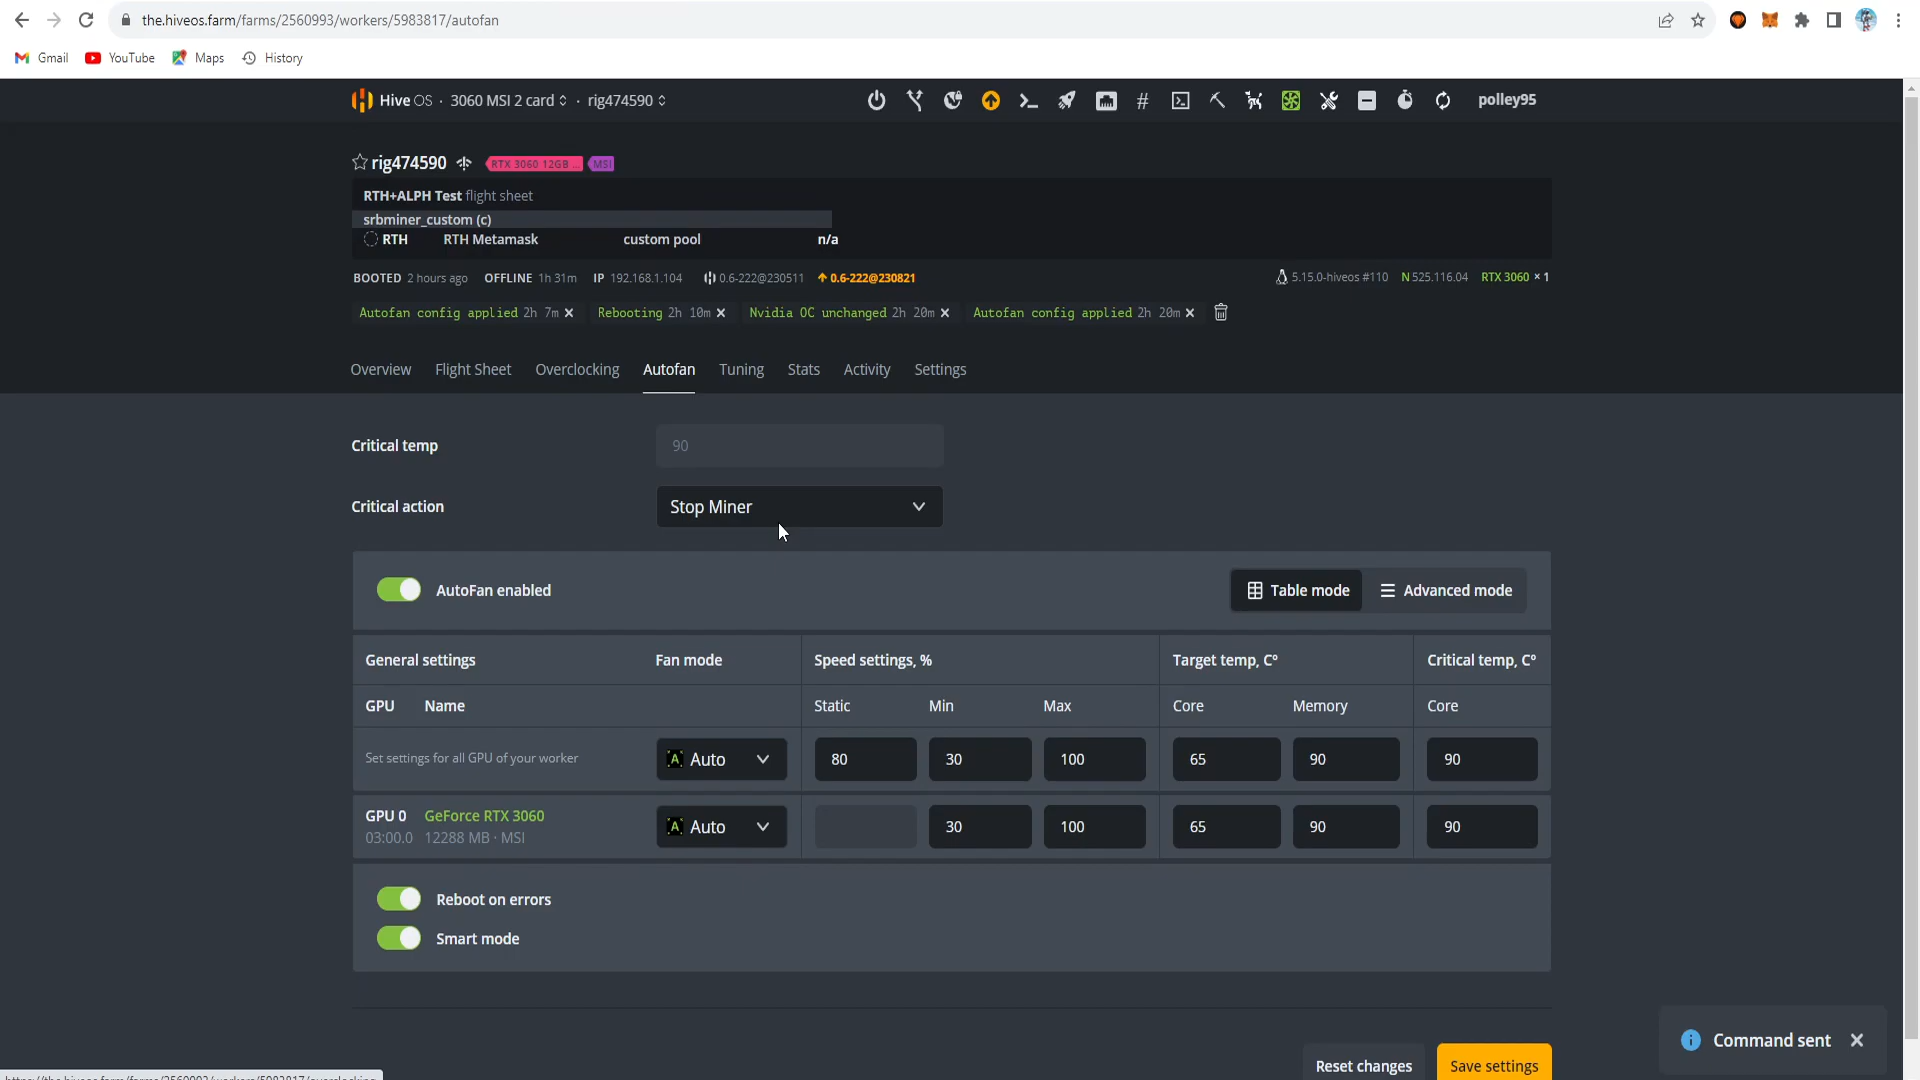 the.hiveos.farm/farms/2560993/workers/5983817/autofan
Gmail YouTube Maps History
Hive OS · 3060 MSI 2 card · rig474590 polley95
rig474590 RTX 3060 12GB ... MSI
RTH+ALPH Test flight sheet
srbminer_custom (c)
RTH RTH Metamask custom pool n/a
BOOTED 2 hours ago OFFLINE 1h 31m IP 192.168.1.104 0.6-222@230511 0.6-222@230821 5.15.0-hiveos #110 N 525.116.04 RTX 3060 × 1
Autofan config applied 2h 7m × Rebooting 2h 10m × Nvidia OC unchanged 2h 20m × Autofan config applied 2h 20m ×
Overview Flight Sheet Overclocking Autofan Tuning Stats Activity Settings
Critical temp 90
Critical action Stop Miner
AutoFan enabled Table mode Advanced mode
General settings Fan mode Speed settings, % Target temp, C° Critical temp, C°
GPU Name Static Min Max Core Memory Core
Set settings for all GPU of your worker A Auto 80 30 100 65 90 90
GPU 0 GeForce RTX 3060 A Auto 30 100 65 90 90
03:00.0 12288 MB · MSI
Reboot on errors
Smart mode
Command sent
Reset changes Save settings